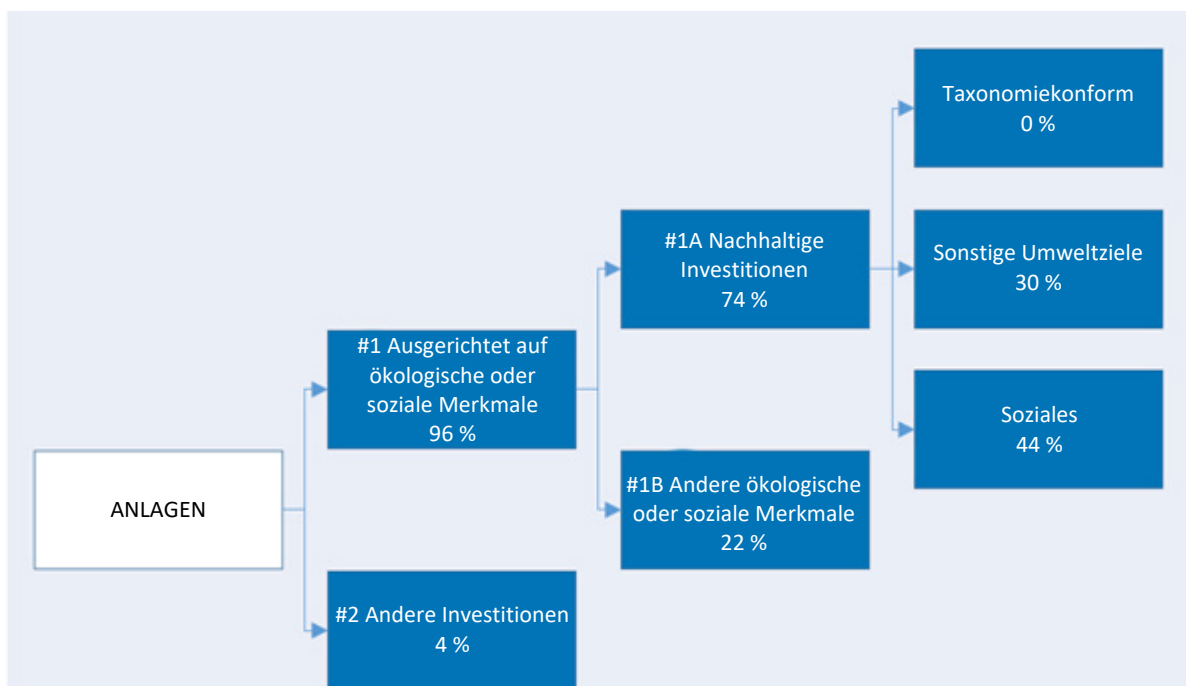 Taxonomiekonform
0 %
#1A Nachhaltige
Investitionen
74 %
Sonstige Umweltziele
30 %
#1 Ausgerichtet auf
ökologische oder
soziale Merkmale
96 %
Soziales
44 %
ANLAGEN
#1B Andere ökologische
oder soziale Merkmale
22 %
#2 Andere Investitionen
4 %